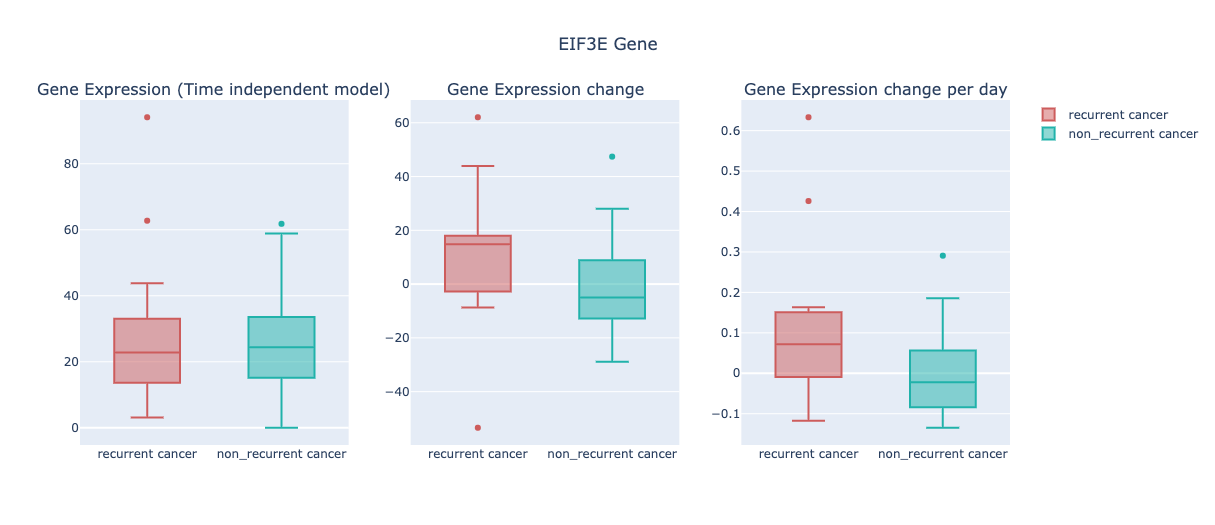 EIF3E Gene
Gene Expression (Time independent model)
Gene Expression change
Gene Expression change per day
80
60
40
20
0
recurrent cancer
non_recurrent cancer
60
40
20
0
−20
−40
recurrent cancer
non_recurrent cancer
0.6
0.5
0.4
0.3
0.2
0.1
0
−0.1
recurrent cancer
non_recurrent cancer
recurrent cancer
non_recurrent cancer